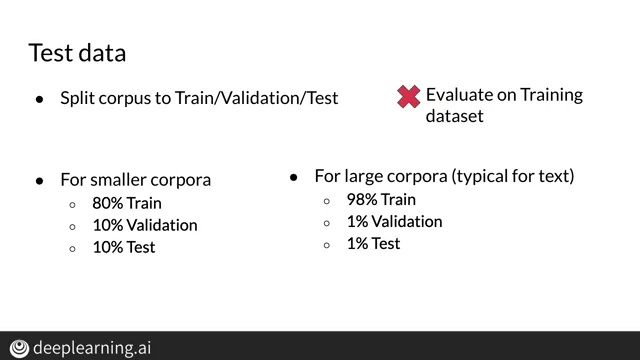 Test data
● Split corpus to Train/Validation/Test
Evaluate on Training
dataset
● For smaller corpora
○ 80% Train
○ 10% Validation
○ 10% Test
● For large corpora (typical for text)
○ 98% Train
○ 1% Validation
○ 1% Test
deeplearning.ai